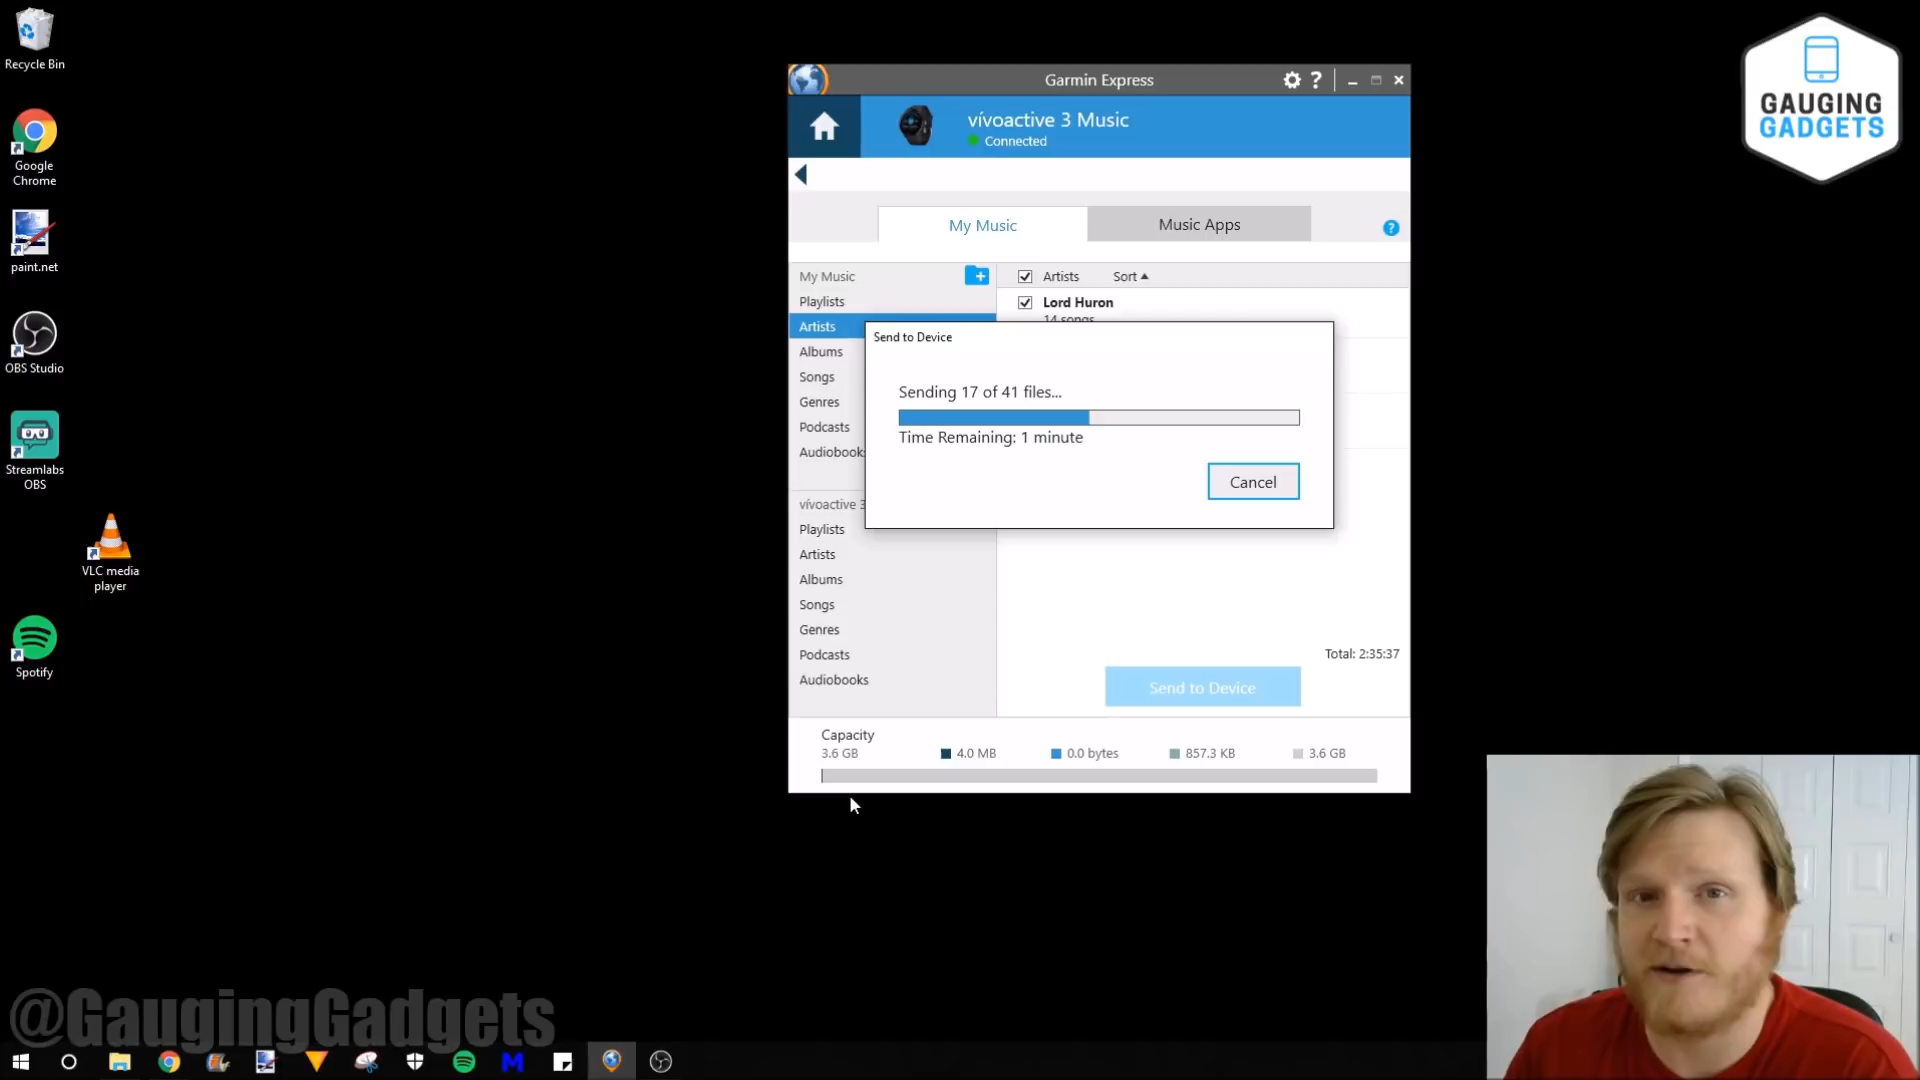 Recycle Bin
Google
Chrome
paint.net
OBS Studio
Streamlabs
OBS
VLC media
player
Spotify
Garmin Express
?
vívoactive 3 Music
Connected
My Music
Music Apps
?
My Music
Playlists
Artists
Albums
Songs
Genres
Podcasts
Audiobook
Artists
Sort
Lord Huron
14 songs
Send to Device
Sending 17 of 41 files...
Time Remaining: 1 minute
Cancel
vívoactive 3
Playlists
Artists
Albums
Songs
Genres
Podcasts
Audiobooks
Total: 2:35:37
Send to Device
Capacity
3.6 GB
4.0 MB
0.0 bytes
857.3 KB
3.6 GB
GAUGING
GADGETS
@GaugingGadgets